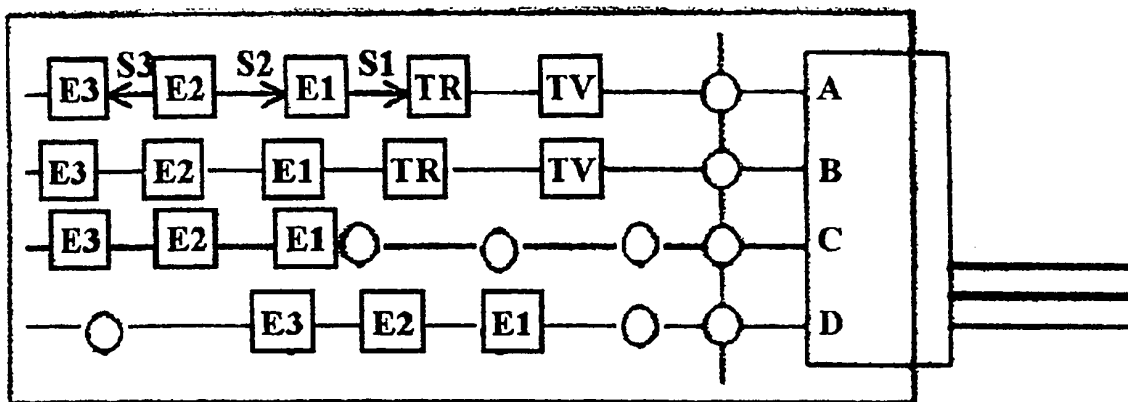 S3 S2 S1
E3 E2 E1 TR TV A
E3 E2 E1 TR TV B
E3 E2 E1 C
E3 E2 E1 D